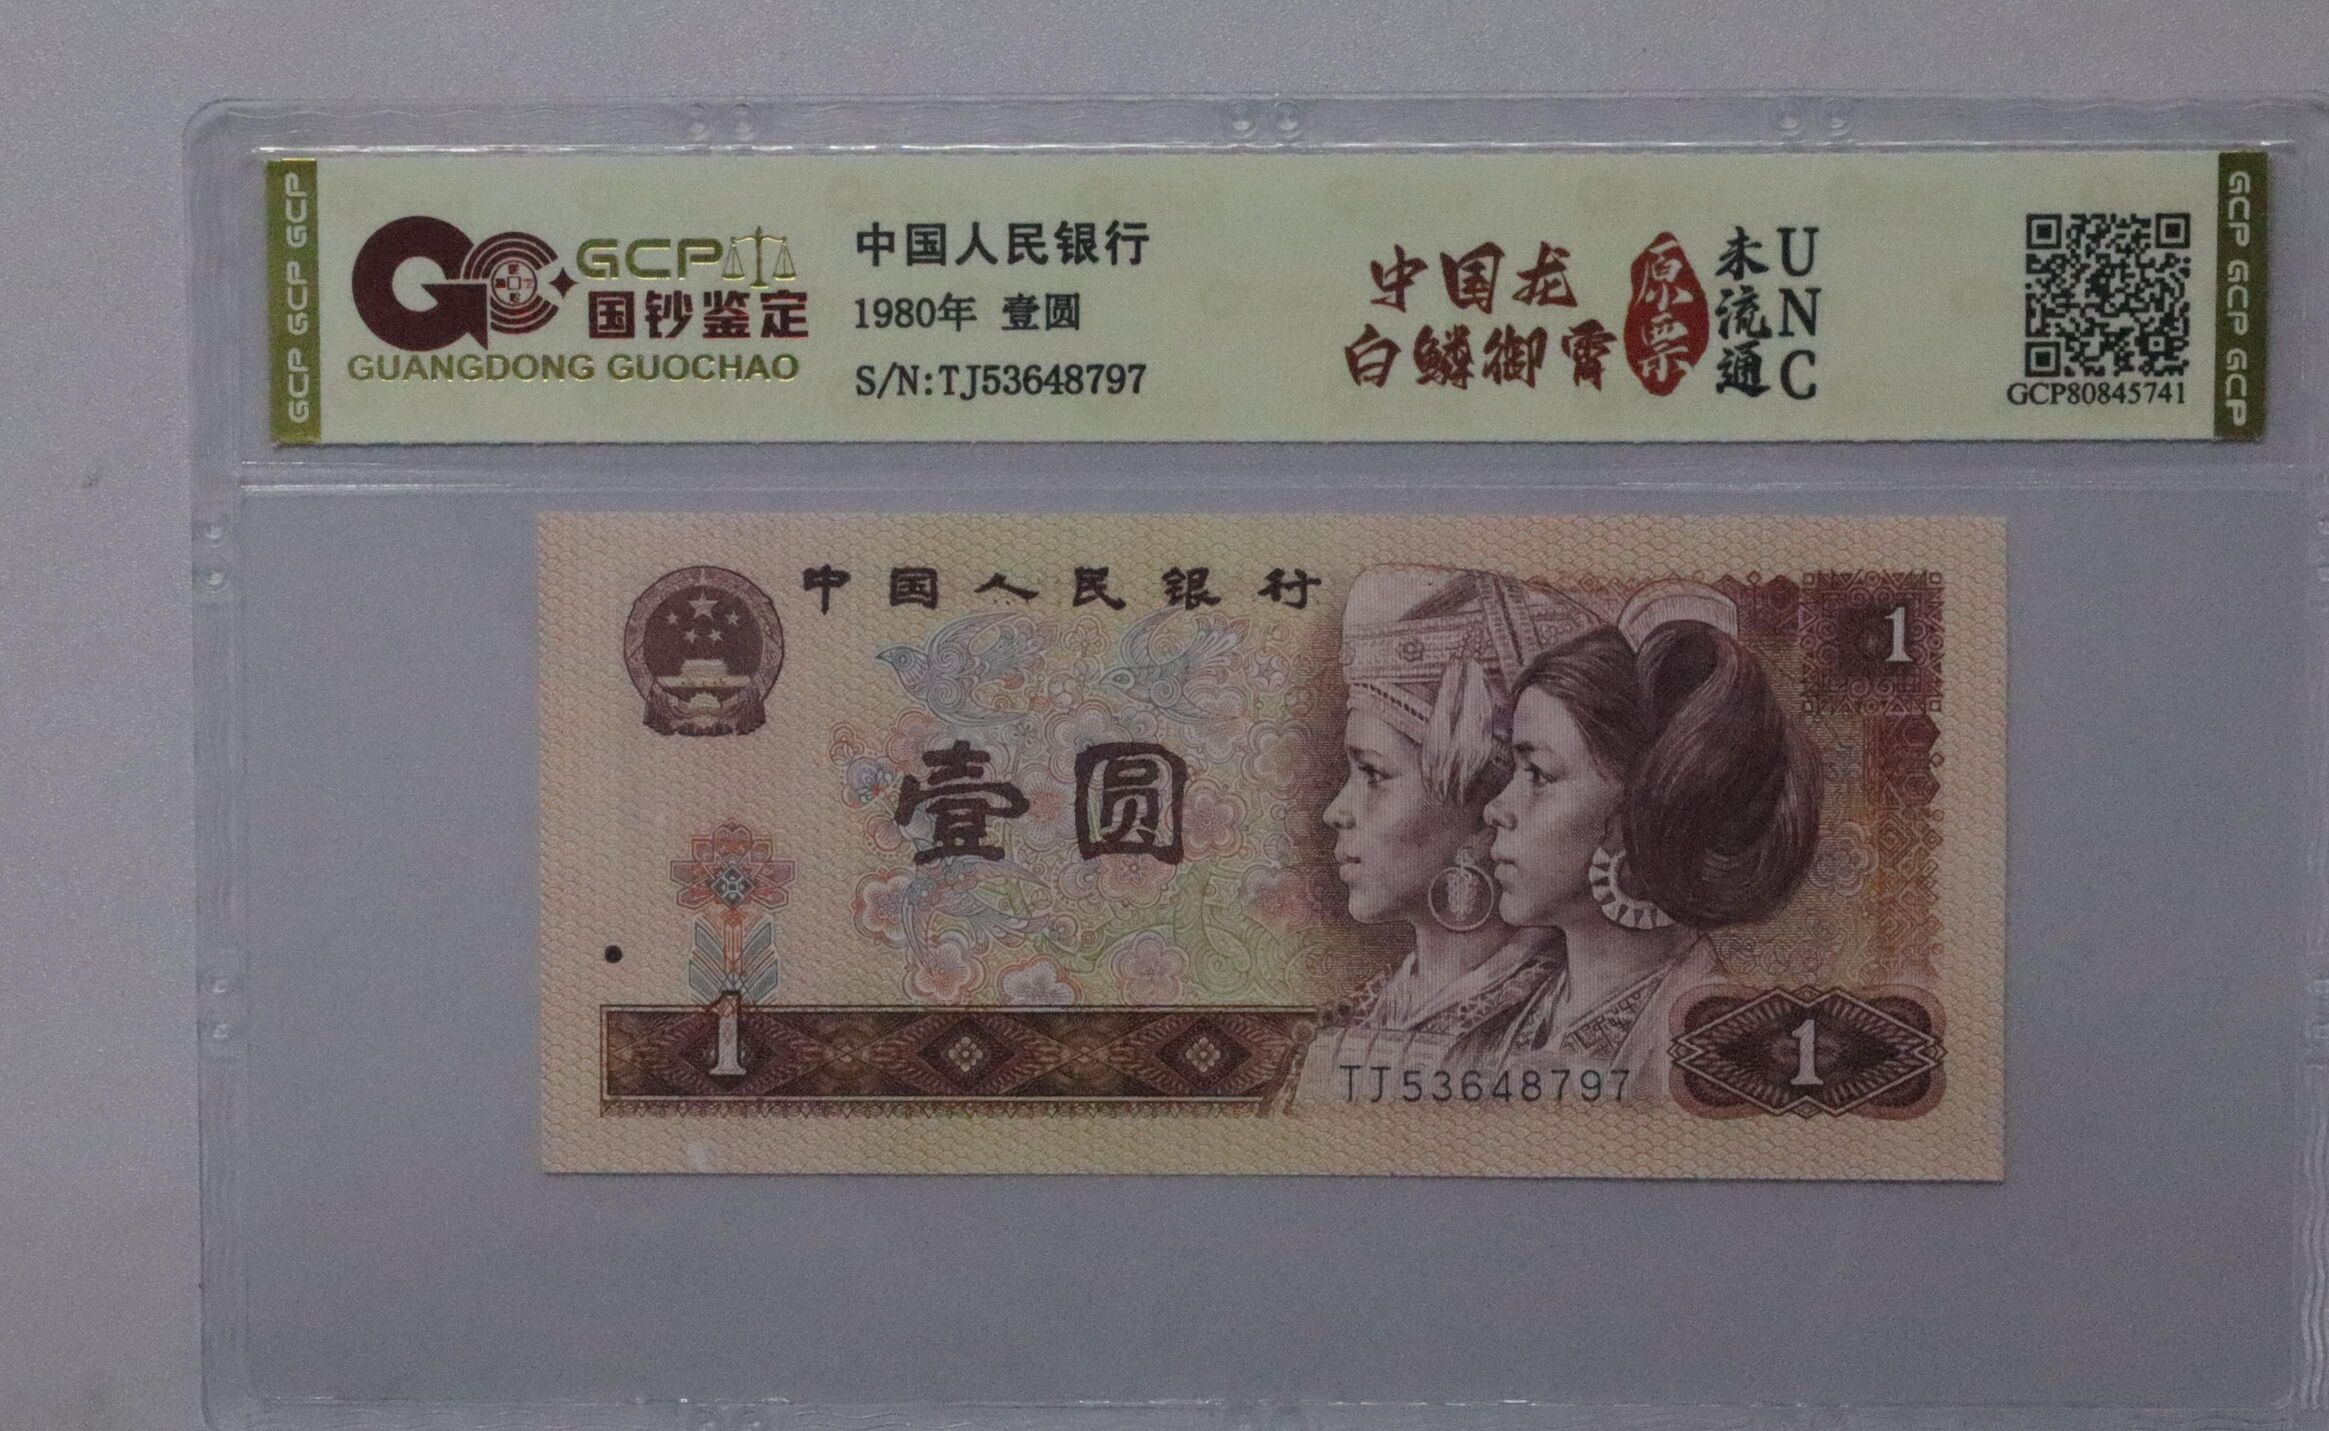 GCP GCP GCP
GCP
国钞鉴定
GUANGDONG GUOCHAO
中国人民银行
1980年 壹圆
S/N:TJ53648797
中国龙
白鳞御霄
原票
未流通
UNC
GCP80845741
GCP GCP GCP
中国人民银行
1
壹圆
1
TJ53648797
1